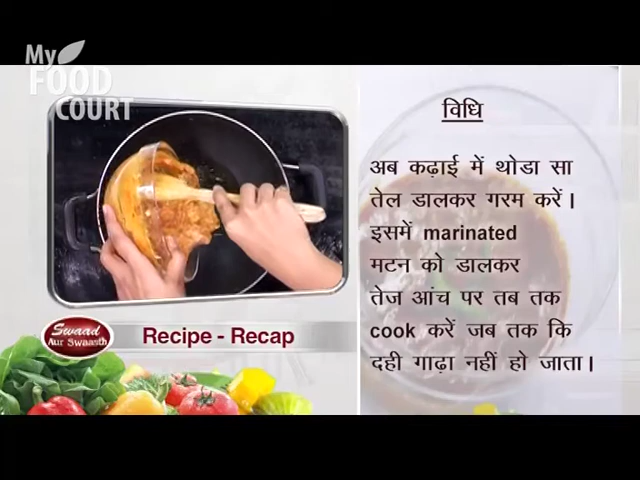 My
FOOD
COURT
विधि
अब कढ़ाई में थोडा सा
तेल डालकर गरम करें।
इसमें marinated
मटन को डालकर
तेज आंच पर तब तक
cook करें जब तक कि
दही गाढ़ा नहीं हो जाता।
Swaad
Aur Swaasth
Recipe - Recap